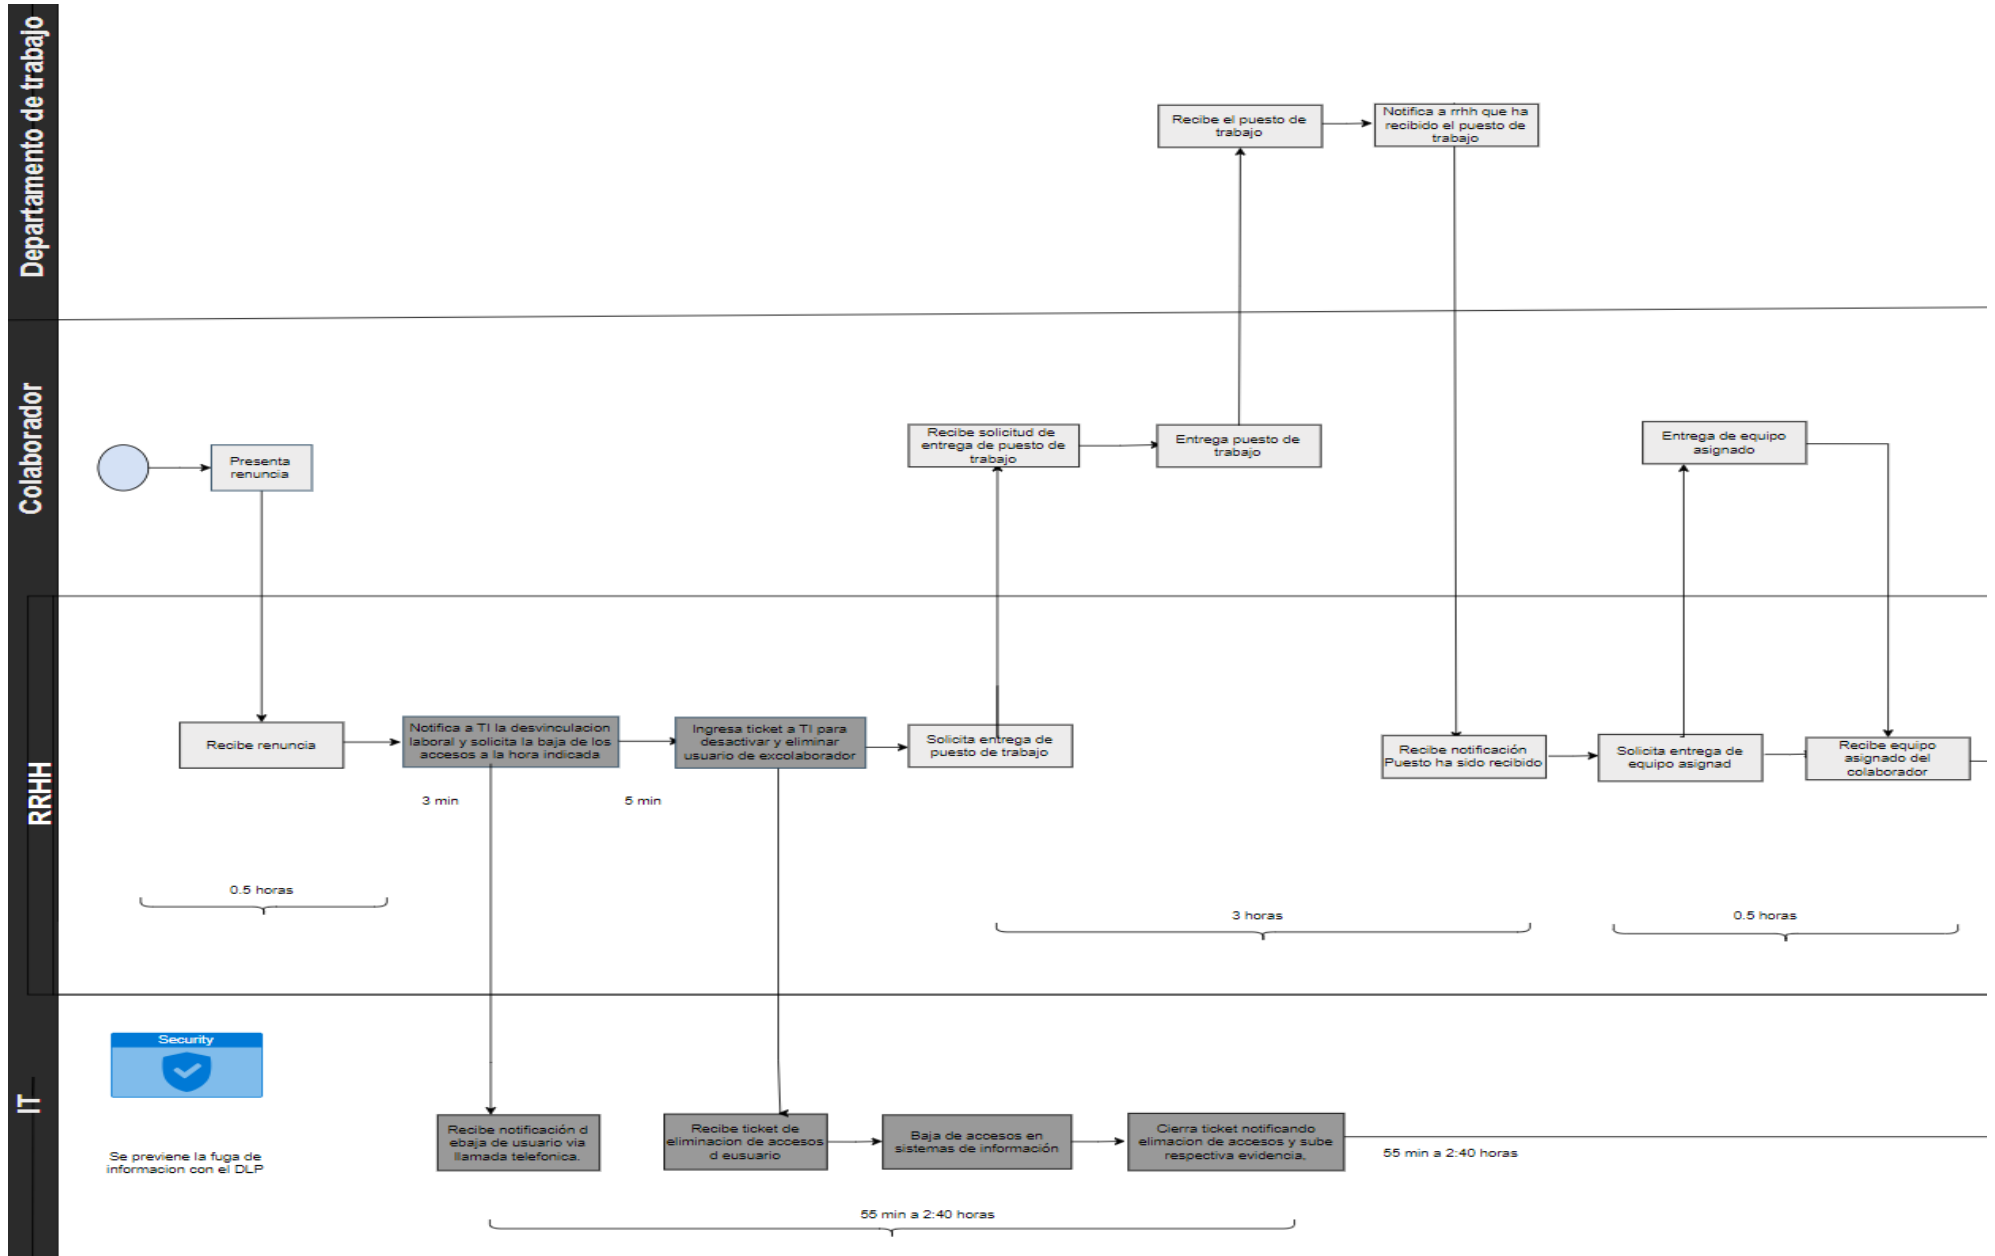 Departamento de trabajo
Recibe el puesto de
trabajo
Notifica a rrhh que ha
recibido el puesto de
trabajo
Colaborador
Presenta
renuncia
Recibe solicitud de
entrega de puesto de
trabajo
Entrega puesto de
trabajo
Entrega de equipo
asignado
RRHH
Recibe renuncia
Notifica a TI la desvinculacion
laboral y solicita la baja de los
accesos a la hora indicada
Ingresa ticket a TI para
desactivar y eliminar
usuario de excolaborador
Solicita entrega de
puesto de trabajo
Recibe notificación
Puesto ha sido recibido
Solicita entrega de
equipo asignad
Recibe equipo
asignado del
colaborador
3 min
5 min
0.5 horas
3 horas
0.5 horas
IT
Security
Se previene la fuga de
informacion con el DLP
Recibe notificación d
ebaja de usuario via
llamada telefonica.
Recibe ticket de
eliminacion de accesos
d eusuario
Baja de accesos en
sistemas de información
Cierra ticket notificando
elimacion de accesos y sube
respectiva evidencia.
55 min a 2:40 horas
55 min a 2:40 horas